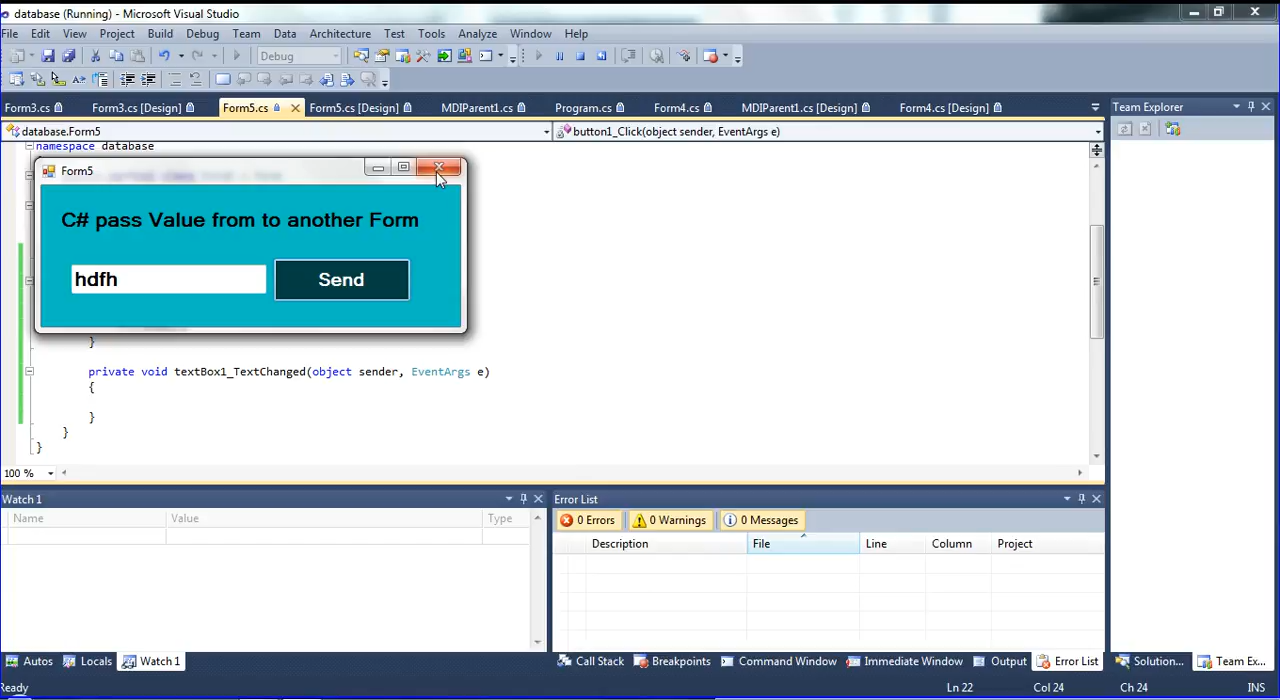 database (Running) - Microsoft Visual Studio
File Edit View Project Build Debug Team Data Architecture Test Tools Analyze Window Help
Debug
Form3.cs Form3.cs [Design] Form5.cs Form5.cs [Design] MDIParent1.cs Program.cs Form4.cs MDIParent1.cs [Design] Form4.cs [Design]
Team Explorer
database.Form5 button1_Click(object sender, EventArgs e)
namespace database
Form5
C# pass Value from to another Form
hdfh Send
}
private void textBox1_TextChanged(object sender, EventArgs e)
{
}
}
}
100 %
Watch 1 Error List
Name Value Type
0 Errors 0 Warnings 0 Messages
Description File Line Column Project
Autos Locals Watch 1 Call Stack Breakpoints Command Window Immediate Window Output Error List Solution... Team Ex...
Ready Ln 22 Col 24 Ch 24 INS